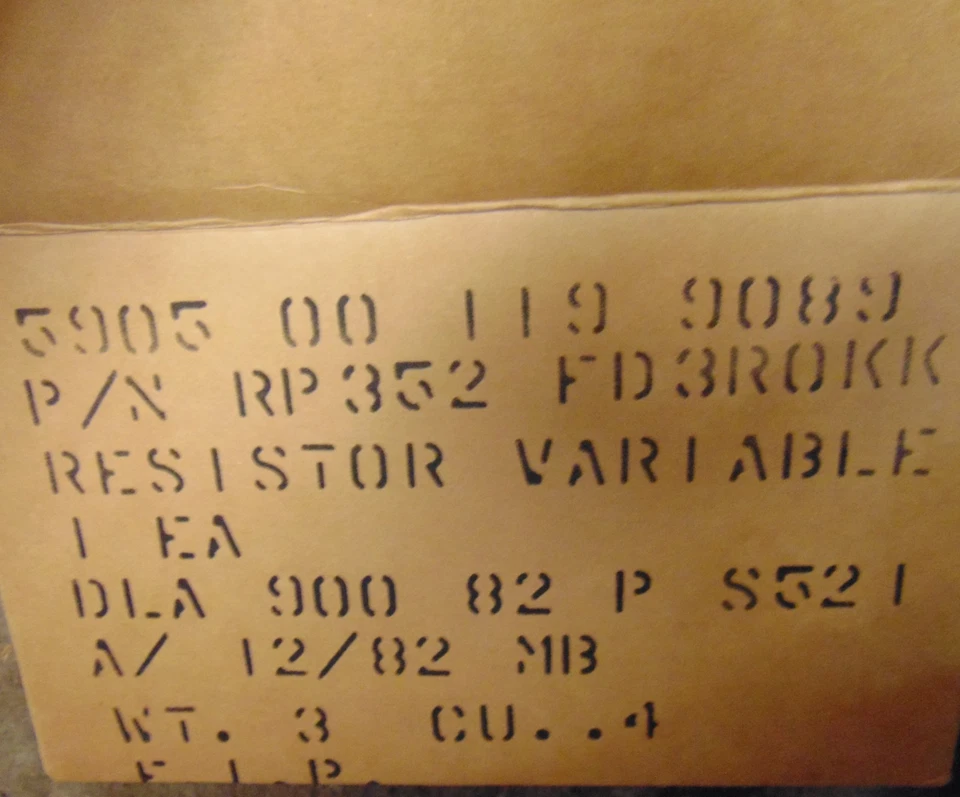 5905 00 119 9089
P/N RP352 FD3R0KK
RESISTOR VARIABLE
1 EA
DLA 900 82 P S521
A/ 12/82 MB
WT. 3 CU. .4
F.I.P.